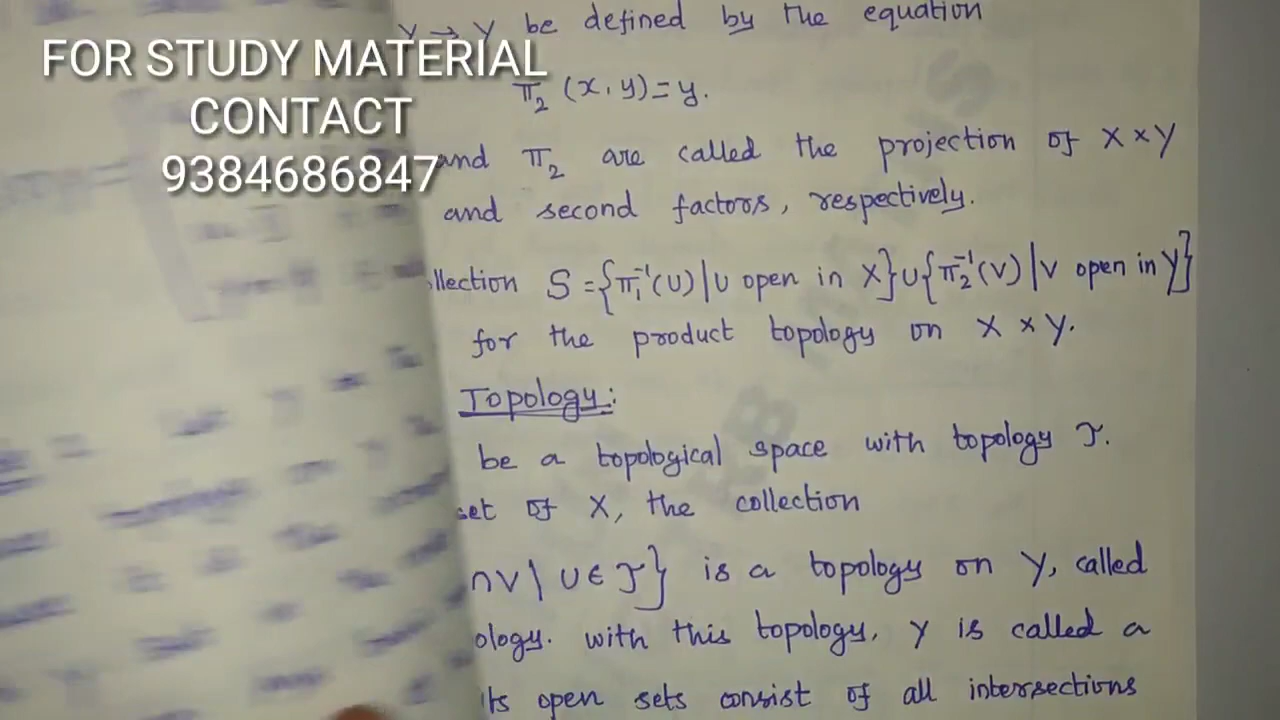 FOR STUDY MATERIAL
CONTACT
9384686847
Y → Y be defined by the equation
π₂ (x, y) = y.
and π₂ are called the projection of X × Y
and second factors, respectively.
llection S = {π₁⁻¹(U) | U open in X} ∪ {π₂⁻¹(V) | V open in Y}
for the product topology on X × Y.
Topology:
be a topological space with topology 𝒯.
set of X, the collection
∩ V | U ∈ 𝒯} is a topology on Y, called
ology. with this topology, Y is called a
Its open sets consist of all intersections